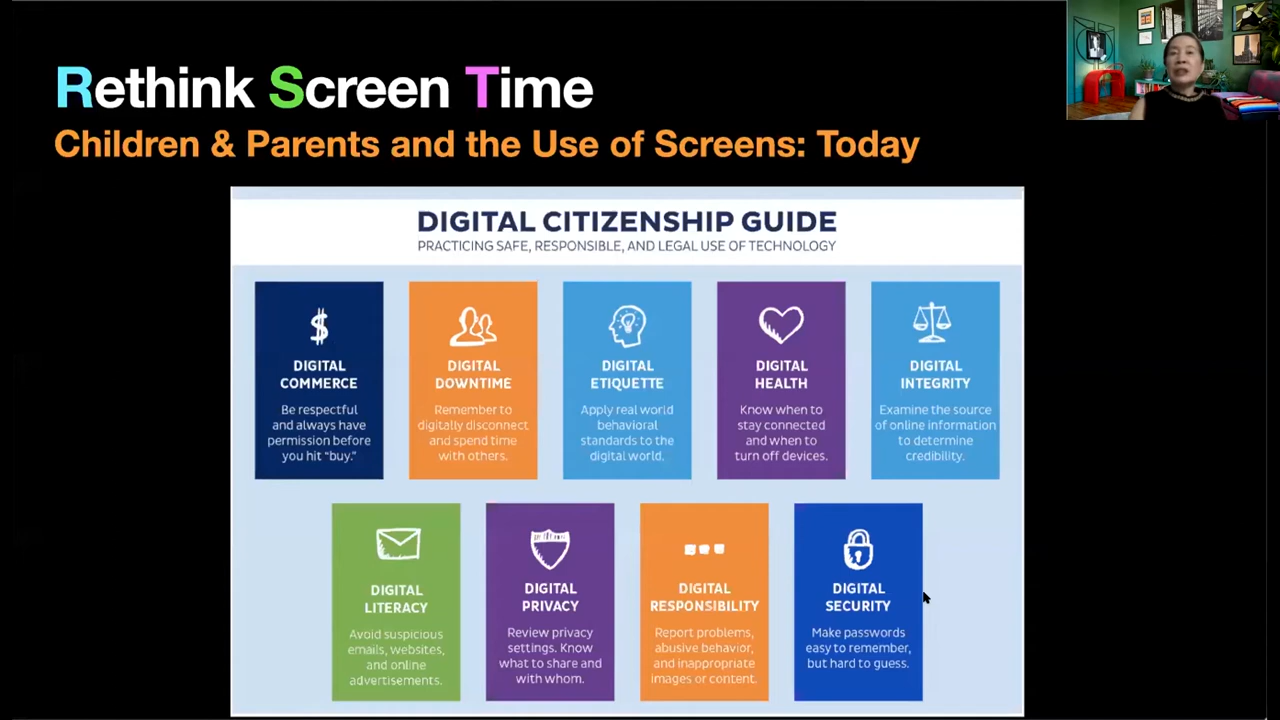 Rethink Screen Time
Children & Parents and the Use of Screens: Today
DIGITAL CITIZENSHIP GUIDE
PRACTICING SAFE, RESPONSIBLE, AND LEGAL USE OF TECHNOLOGY
$
DIGITAL
COMMERCE
Be respectful
and always have
permission before
you hit “buy.”
DIGITAL
DOWNTIME
Remember to
digitally disconnect
and spend time
with others.
DIGITAL
ETIQUETTE
Apply real world
behavioral
standards to the
digital world.
DIGITAL
HEALTH
Know when to
stay connected
and when to
turn off devices.
DIGITAL
INTEGRITY
Examine the source
of online information
to determine
credibility.
DIGITAL
LITERACY
Avoid suspicious
emails, websites,
and online
advertisements.
DIGITAL
PRIVACY
Review privacy
settings. Know
what to share and
with whom.
DIGITAL
RESPONSIBILITY
Report problems,
abusive behavior,
and inappropriate
images or content.
DIGITAL
SECURITY
Make passwords
easy to remember,
but hard to guess.